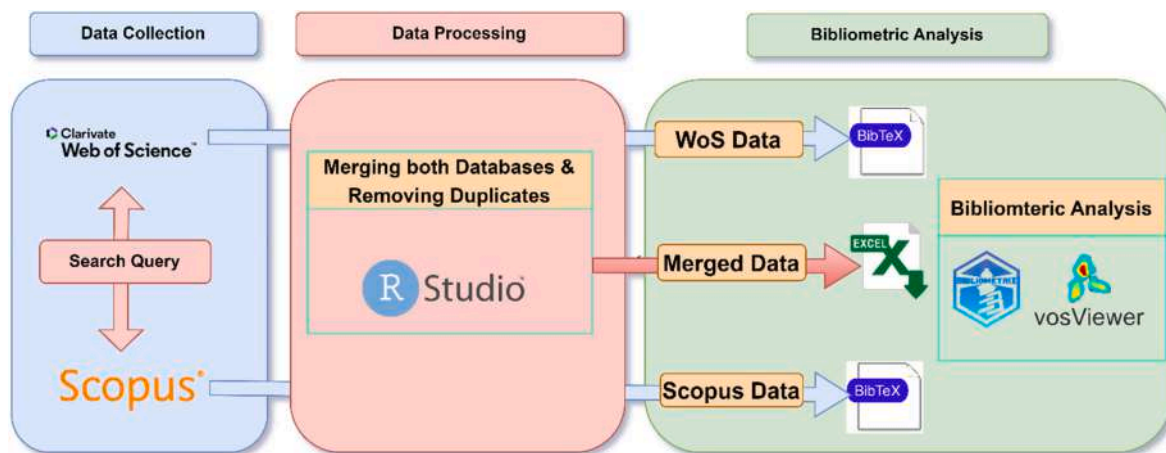 Data Collection
Data Processing
Bibliometric Analysis
Clarivate
Web of Science™
Search Query
Scopus®
Merging both Databases &
Removing Duplicates
R Studio
WoS Data
BibTeX
Merged Data
EXCEL
X
Scopus Data
BibTeX
Bibliomteric Analysis
vosViewer